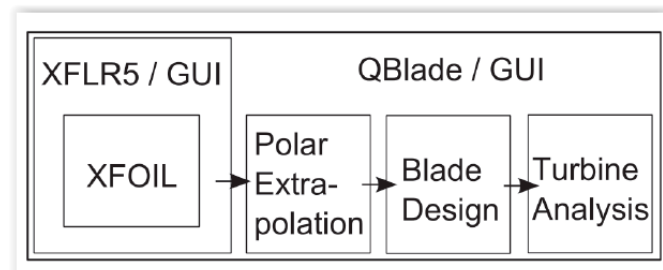 XFLR5 / GUI
QBlade / GUI
XFOIL
Polar
Extra-
polation
Blade
Design
Turbine
Analysis